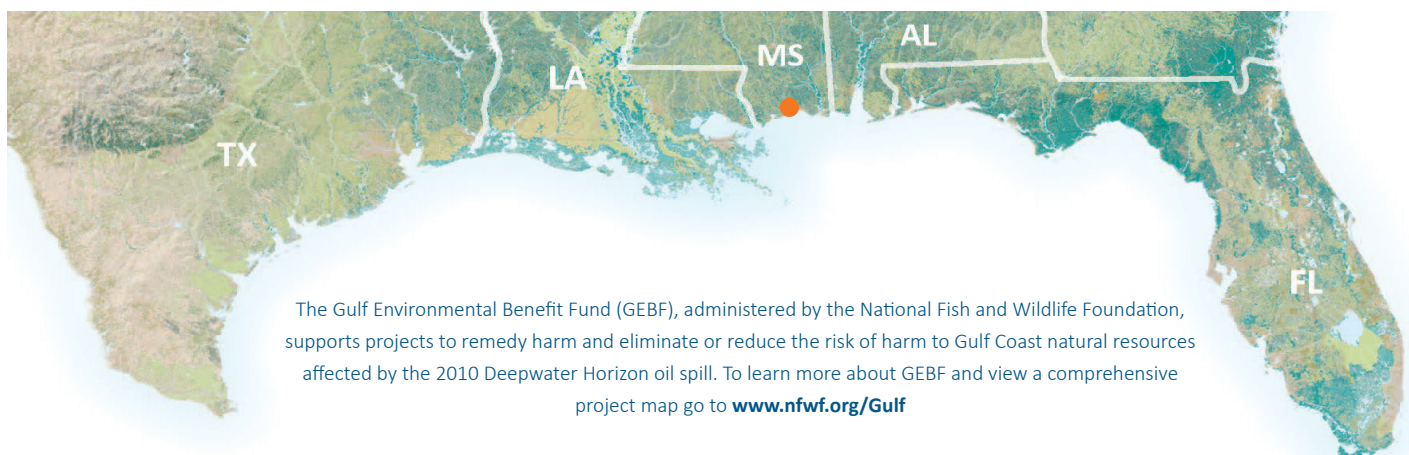 AL
MS
LA
TX
FL
The Gulf Environmental Benefit Fund (GEBF), administered by the National Fish and Wildlife Foundation,
supports projects to remedy harm and eliminate or reduce the risk of harm to Gulf Coast natural resources
affected by the 2010 Deepwater Horizon oil spill. To learn more about GEBF and view a comprehensive
project map go to www.nfwf.org/Gulf